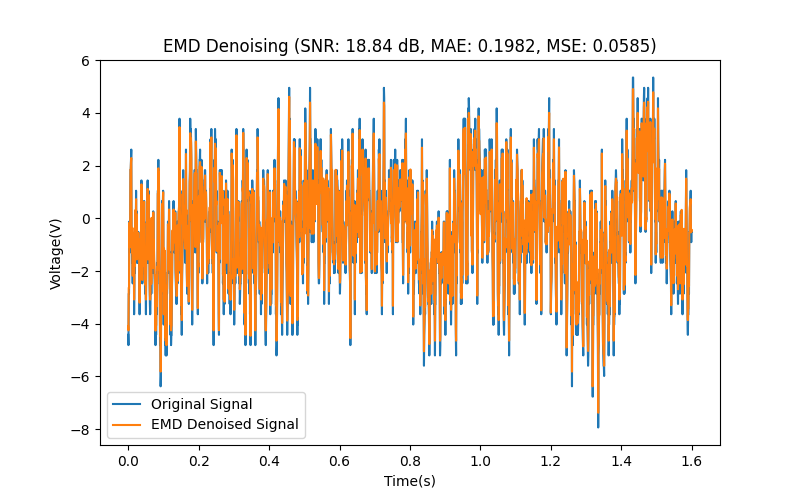 EMD Denoising (SNR: 18.84 dB, MAE: 0.1982, MSE: 0.0585)
6
4
2
0
−2
−4
−6
−8
Voltage(V)
Original Signal
EMD Denoised Signal
0.0 0.2 0.4 0.6 0.8 1.0 1.2 1.4 1.6
Time(s)